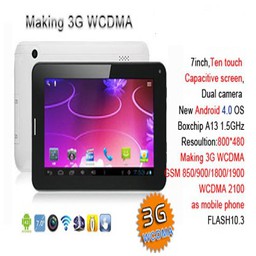 Making 3G WCDMA
7inch,Ten touch
Capacitive screen,
Dual camera
New Android 4.0 OS
Boxchip A13 1.5GHz
Resoultion:800*480
Making 3G WCDMA
GSM 850/900/1800/1900
WCDMA 2100
as mobile phone
FLASH10.3
3G
WCDMA